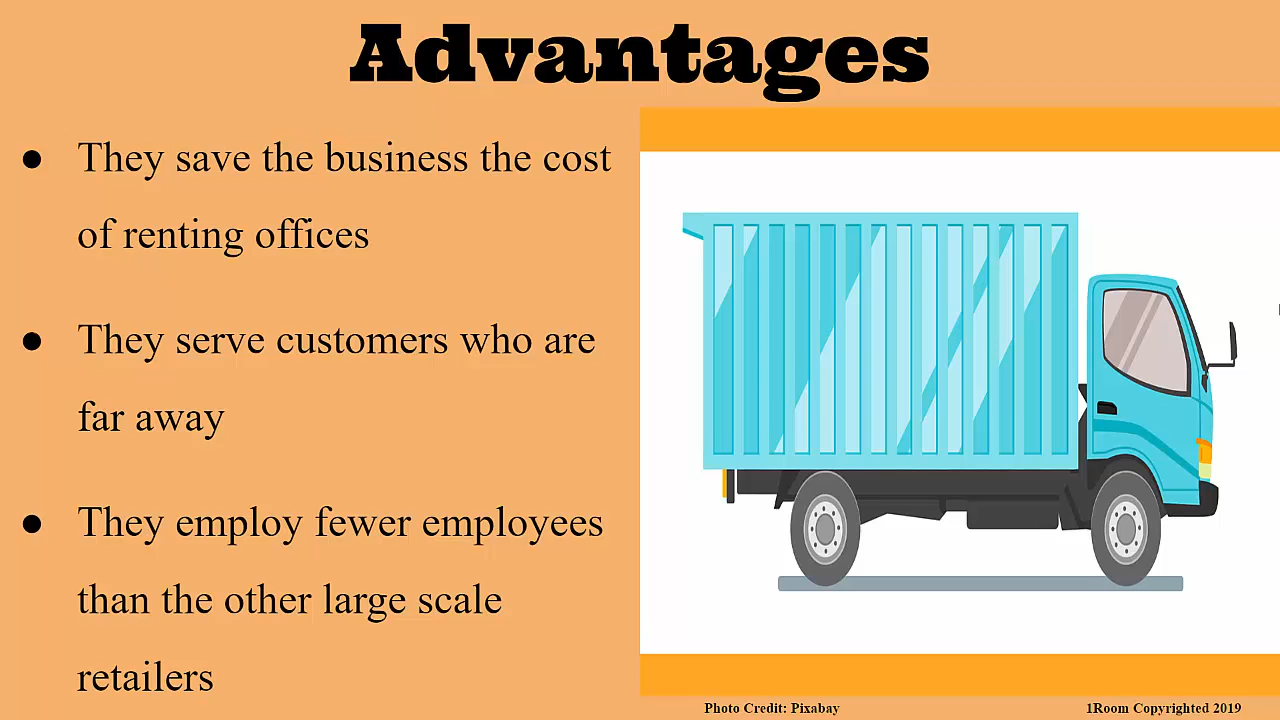 Advantages
● They save the business the cost
of renting offices
● They serve customers who are
far away
● They employ fewer employees
than the other large scale
retailers
Photo Credit: Pixabay
1Room Copyrighted 2019